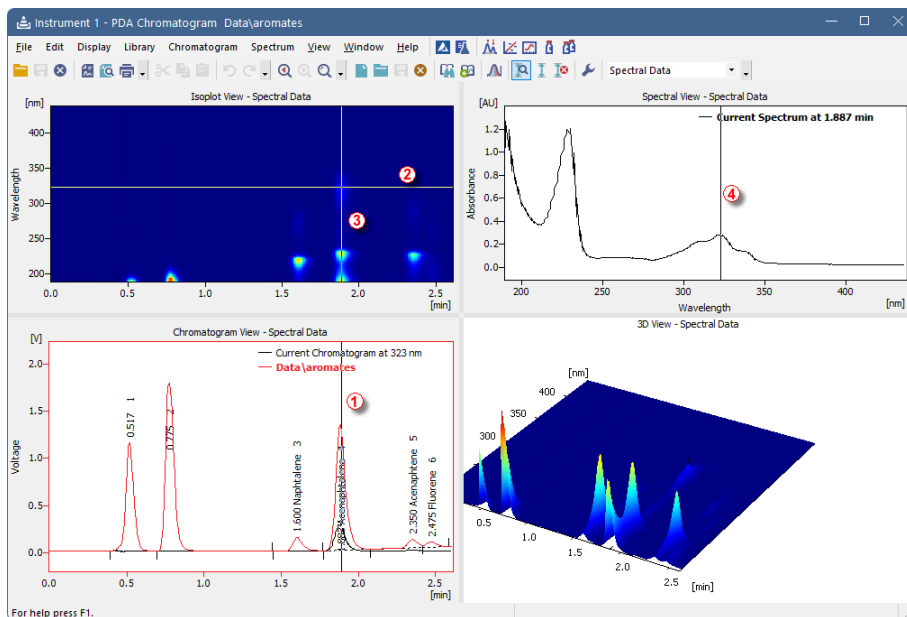 Instrument 1 - PDA Chromatogram Data\aromates
File Edit Display Library Chromatogram Spectrum View Window Help
Spectral Data
Isoplot View - Spectral Data
[nm]
400
350
300
250
200
Wavelength
2
3
0.0 0.5 1.0 1.5 2.0 2.5
[min]
Spectral View - Spectral Data
[AU]
Current Spectrum at 1.887 min
1.2
1.0
0.8
0.6
0.4
0.2
0.0
Absorbance
4
200 250 300 350 400
Wavelength
[nm]
Chromatogram View - Spectral Data
[V]
Current Chromatogram at 323 nm
Data\aromates
2.0
1.5
1.0
0.5
0.0
Voltage
1
0.517 1
0.775 2
1.600 Naphtalene 3
2.350 Acenaphtene 5
2.475 Fluorene 6
0.0 0.5 1.0 1.5 2.0
[min]
3D View - Spectral Data
[nm]
400
350
300
0.5
1.0
1.5
2.0
2.5
[min]
For help press F1.